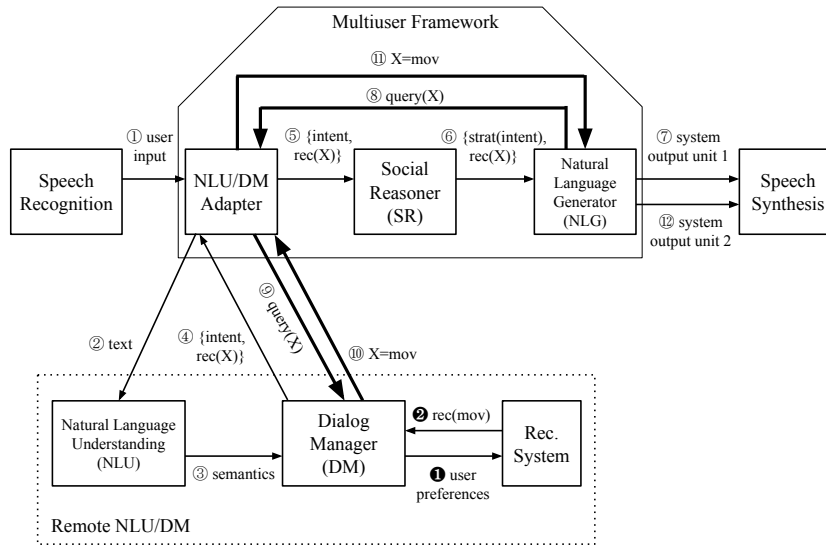 Multiuser Framework
⑪ X=mov
⑧ query(X)
① user
input
⑤ {intent,
rec(X)}
⑥ {strat(intent),
rec(X)}
⑦ system
output unit 1
Speech
Recognition
NLU/DM
Adapter
Social
Reasoner
(SR)
Natural
Language
Generator
(NLG)
Speech
Synthesis
⑫ system
output unit 2
② text
④ {intent,
rec(X)}
⑨ query(X)
⑩ X=mov
Natural Language
Understanding
(NLU)
③ semantics
Dialog
Manager
(DM)
❷ rec(mov)
❶ user
preferences
Rec.
System
Remote NLU/DM